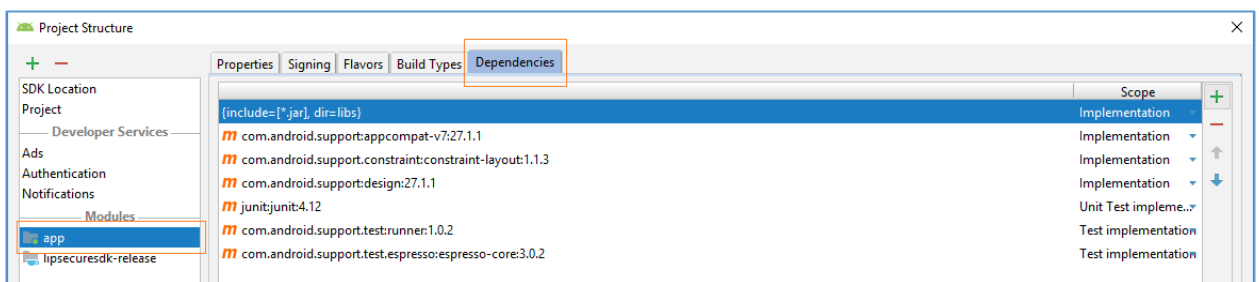 Project Structure
Properties Signing Flavors Build Types Dependencies
SDK Location
Project
Developer Services
Ads
Authentication
Notifications
Modules
app
lipsecuresdk-release
Scope
{include=[*.jar], dir=libs} Implementation
m com.android.support:appcompat-v7:27.1.1 Implementation
m com.android.support.constraint:constraint-layout:1.1.3 Implementation
m com.android.support:design:27.1.1 Implementation
m junit:junit:4.12 Unit Test impleme...
m com.android.support.test:runner:1.0.2 Test implementation
m com.android.support.test.espresso:espresso-core:3.0.2 Test implementation